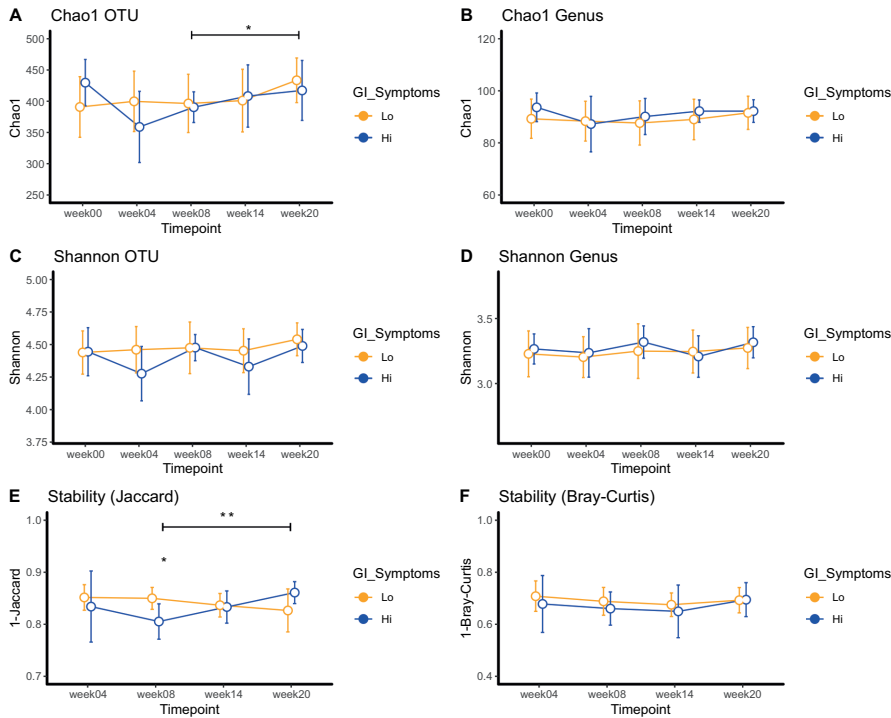 A Chao1 OTU
*
Chao1
500
450
400
350
300
250
week00 week04 week08 week14 week20
Timepoint
GI_Symptoms
Lo
Hi
B Chao1 Genus
Chao1
120
100
80
60
week00 week04 week08 week14 week20
Timepoint
GI_Symptoms
Lo
Hi
C Shannon OTU
Shannon
5.00
4.75
4.50
4.25
4.00
3.75
week00 week04 week08 week14 week20
Timepoint
GI_Symptoms
Lo
Hi
D Shannon Genus
Shannon
3.5
3.0
week00 week04 week08 week14 week20
Timepoint
GI_Symptoms
Lo
Hi
E Stability (Jaccard)
* *
*
1-Jaccard
1.0
0.9
0.8
0.7
week04 week08 week14 week20
Timepoint
GI_Symptoms
Lo
Hi
F Stability (Bray-Curtis)
1-Bray-Curtis
1.0
0.8
0.6
0.4
week04 week08 week14 week20
Timepoint
GI_Symptoms
Lo
Hi